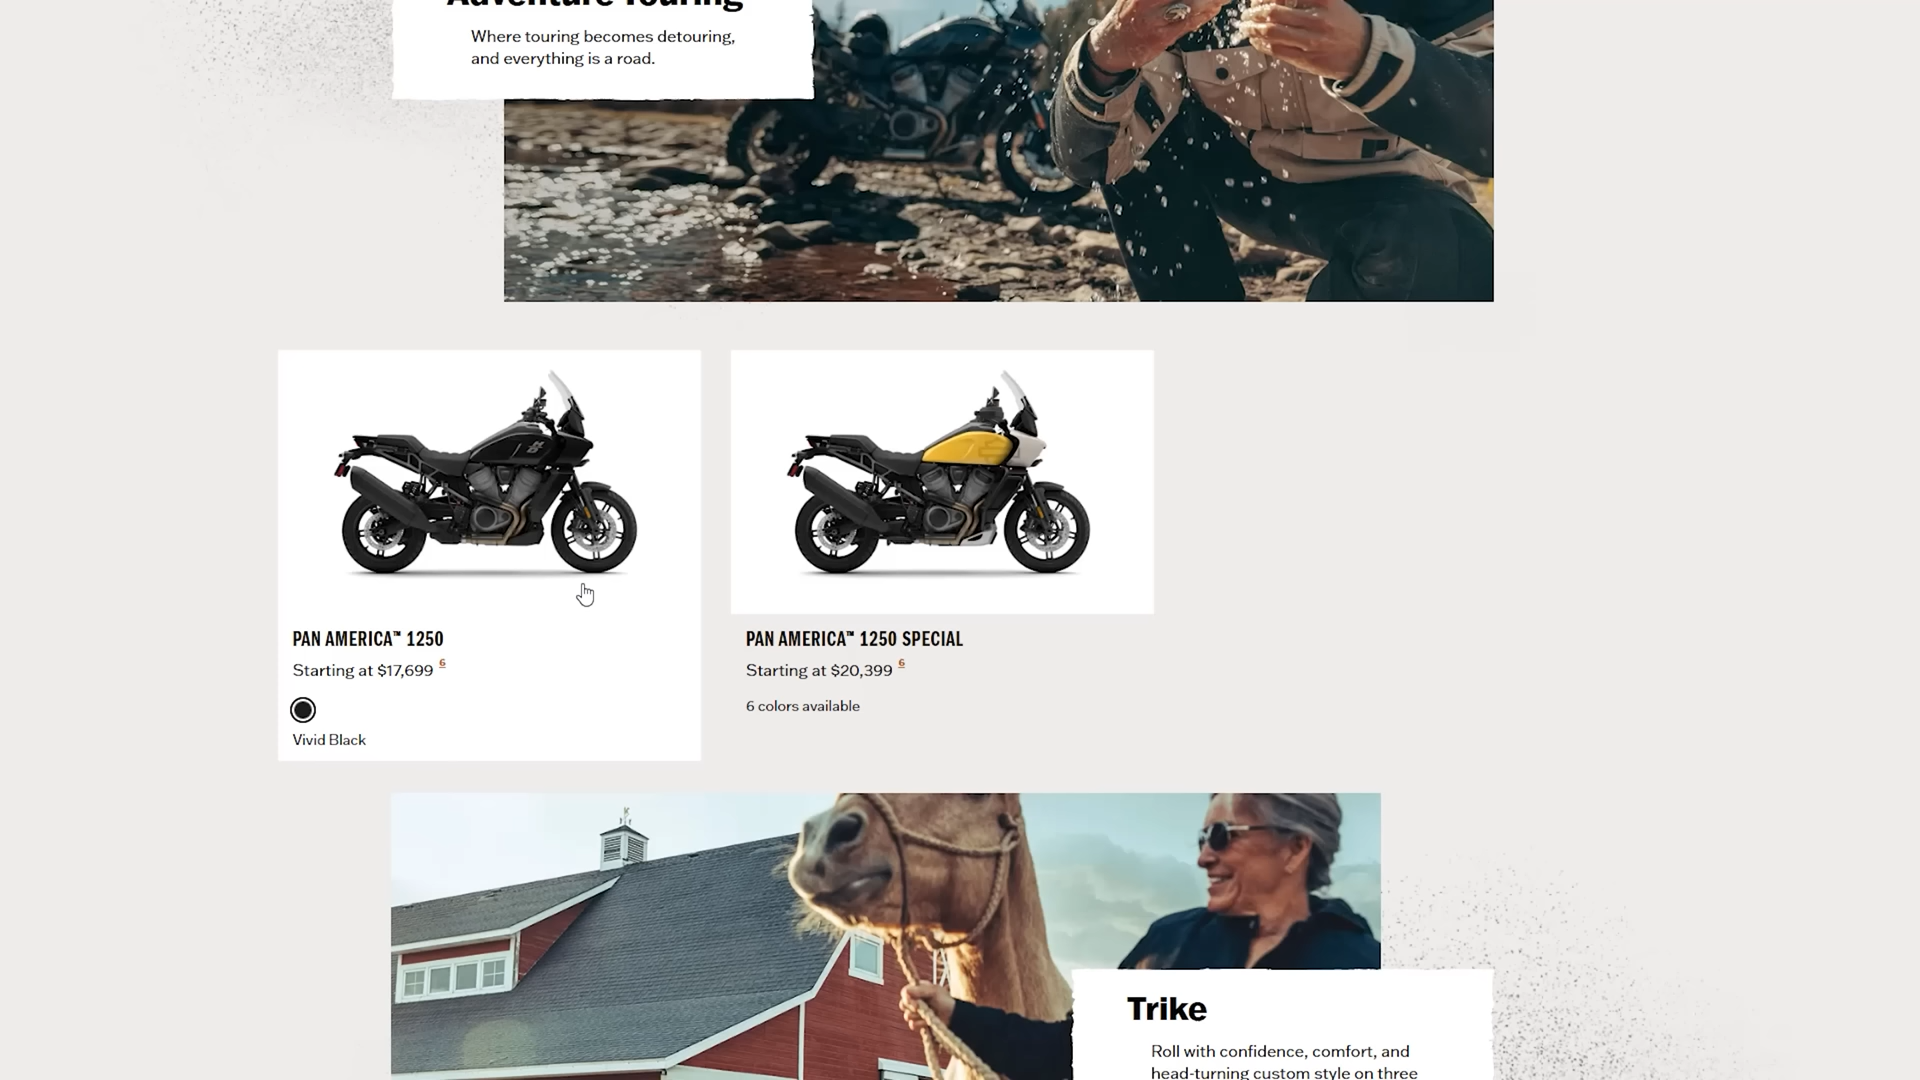 Adventure Touring
Where touring becomes detouring,
and everything is a road.
PAN AMERICA™ 1250
Starting at $17,699 6
Vivid Black
PAN AMERICA™ 1250 SPECIAL
Starting at $20,399 6
6 colors available
Trike
Roll with confidence, comfort, and
head-turning custom style on three